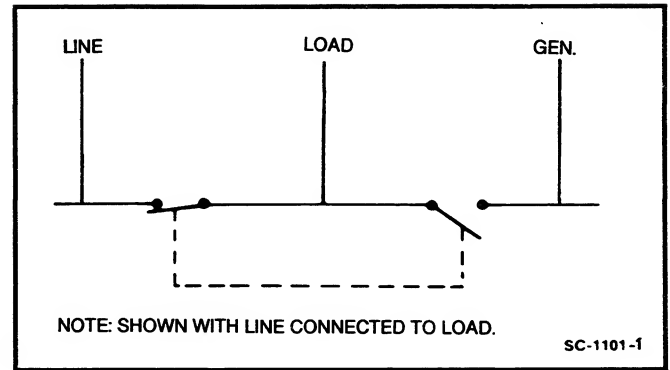 LINE
LOAD
GEN.
NOTE: SHOWN WITH LINE CONNECTED TO LOAD.
SC-1101-1